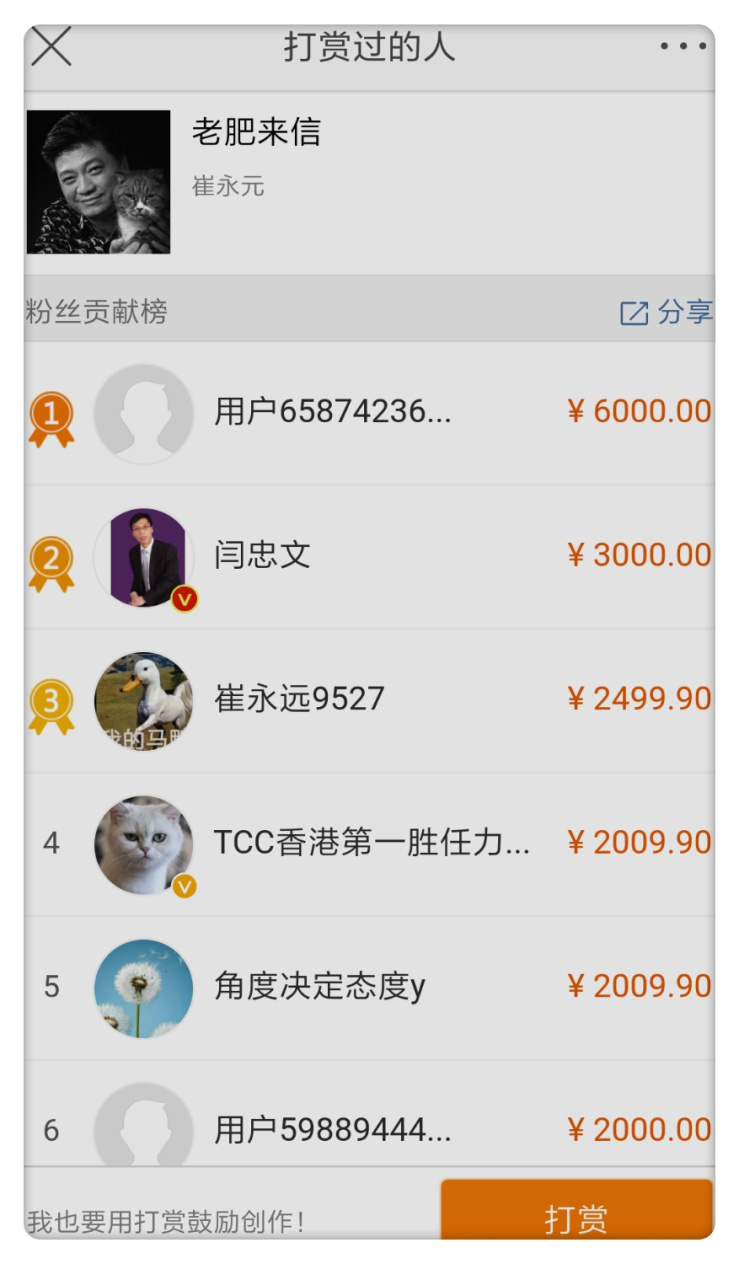 打赏过的人
老肥来信
崔永元
粉丝贡献榜
分享
1
用户65874236...
¥ 6000.00
2
闫忠文
¥ 3000.00
3
崔永远9527
¥ 2499.90
我的马鸭
4
TCC香港第一胜任力...
¥ 2009.90
5
角度决定态度y
¥ 2009.90
6
用户59889444...
¥ 2000.00
我也要用打赏鼓励创作!
打赏